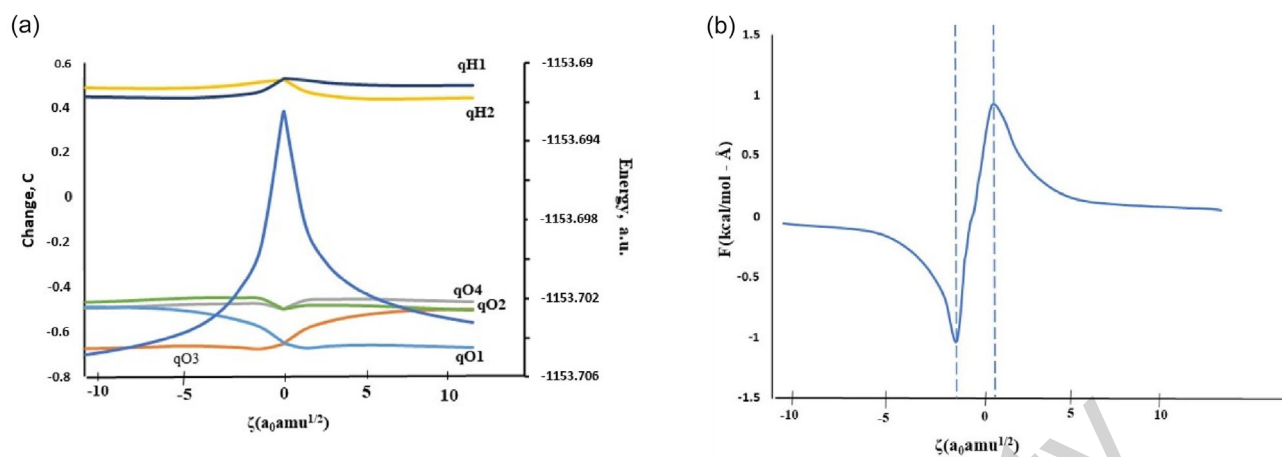 (a)
0.6
0.4
0.2
0
-0.2
-0.4
-0.6
-0.8
Change, C
qH1
qH2
qO4
qO2
qO1
qO3
-10
-5
0
5
10
ζ(a₀amu¹/²)
-1153.69
-1153.694
-1153.698
-1153.702
-1153.706
Energy, a.u.
(b)
1.5
1
0.5
0
-0.5
-1
-1.5
F(kcal/mol - Å)
-10
-5
0
5
10
ζ(a₀amu¹/²)